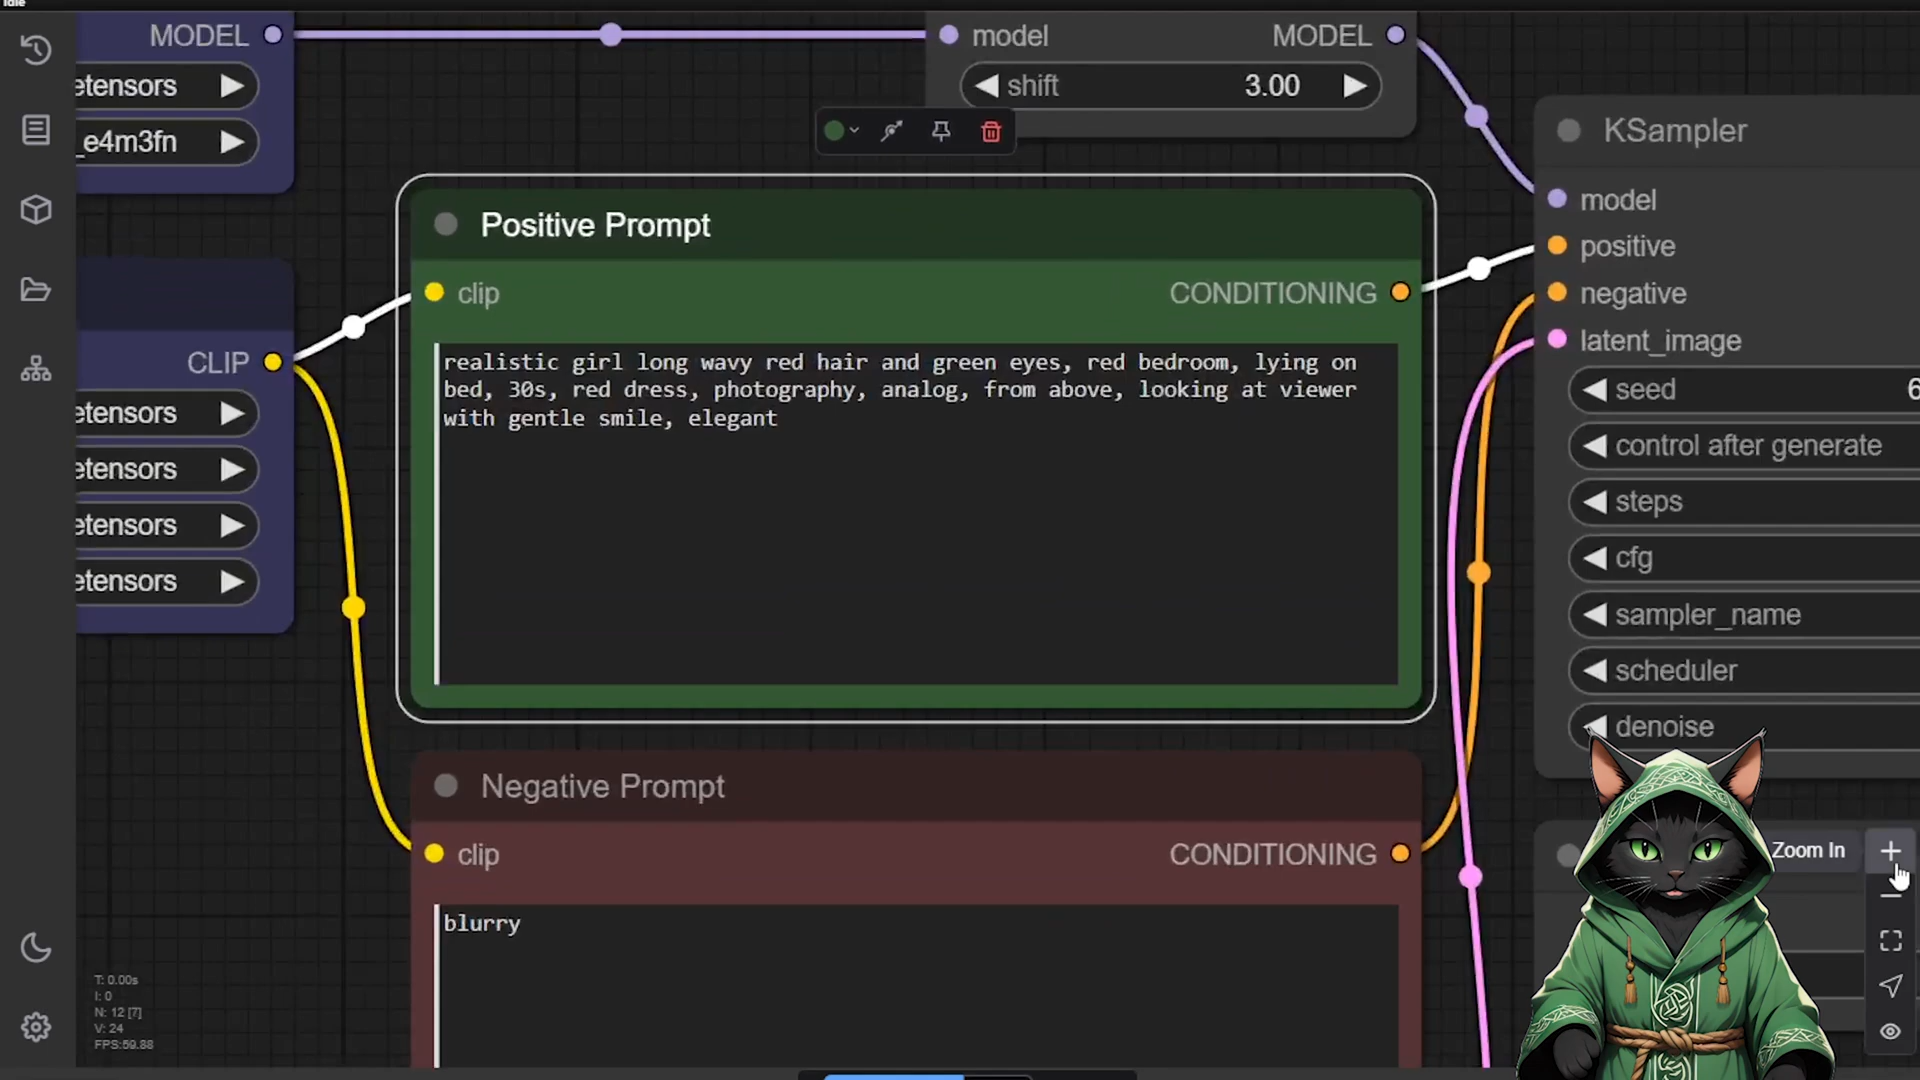 Idle
MODEL
model
MODEL
etensors
shift
3.00
_e4m3fn
KSampler
model
Positive Prompt
positive
clip
CONDITIONING
negative
latent_image
CLIP
realistic girl long wavy red hair and green eyes, red bedroom, lying on
bed, 30s, red dress, photography, analog, from above, looking at viewer
with gentle smile, elegant
etensors
etensors
etensors
etensors
seed
6
control after generate
steps
cfg
sampler_name
scheduler
denoise
Negative Prompt
clip
CONDITIONING
Zoom In
blurry
T: 0.00s
I: 0
N: 12 [7]
V: 24
FPS:59.88